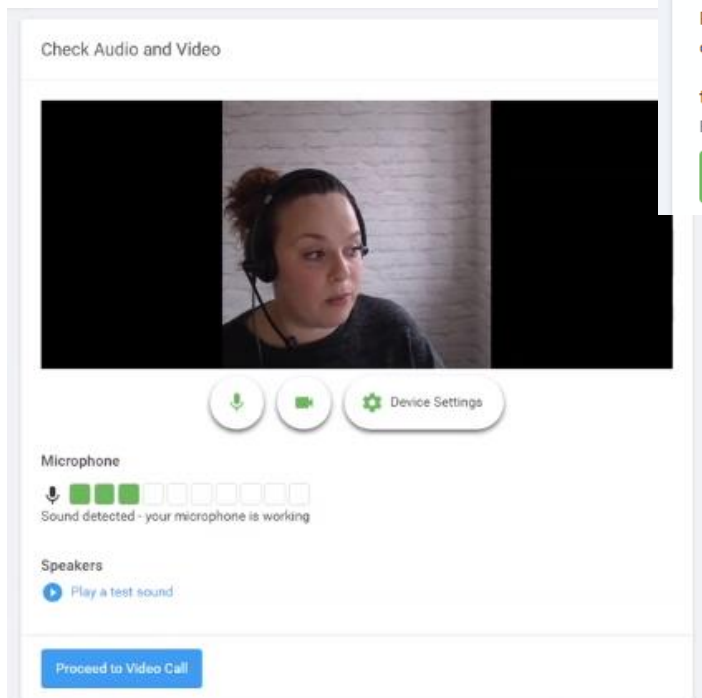 Check Audio and Video
Device Settings
Microphone
Sound detected - your microphone is working
Speakers
Play a test sound
Proceed to Video Call